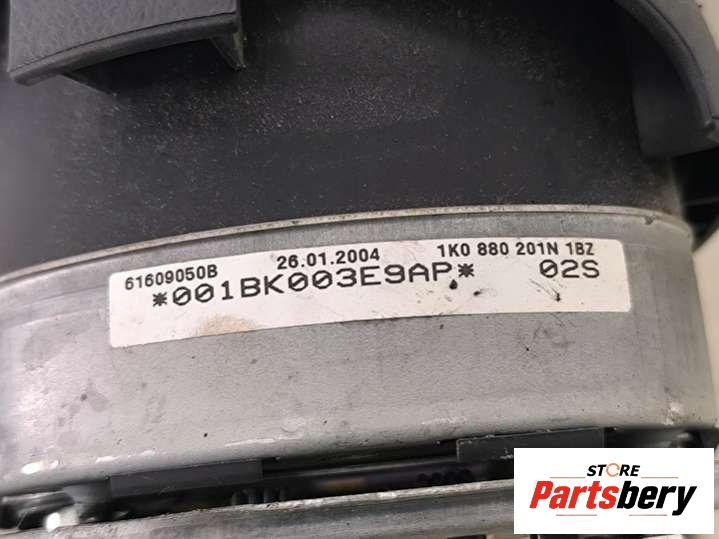 61609050B 26.01.2004 1K0 880 201N 1BZ
*001BK003E9AP* 02S
STORE
Partsbery